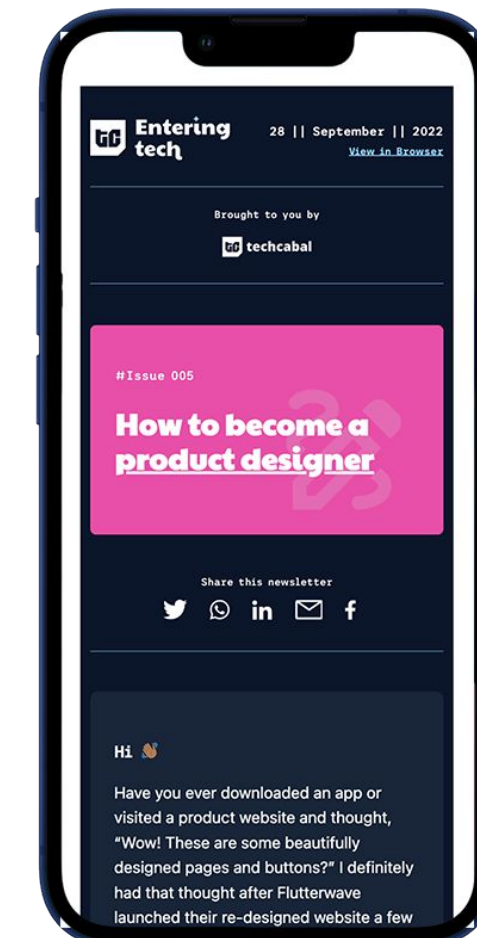 tc Entering
tech
28 || September || 2022
View in Browser
Brought to you by
tc techcabal
#Issue 005
How to become a
product designer
Share this newsletter
in f
Hi 👋🏾
Have you ever downloaded an app or
visited a product website and thought,
“Wow! These are some beautifully
designed pages and buttons?” I definitely
had that thought after Flutterwave
launched their re-designed website a few